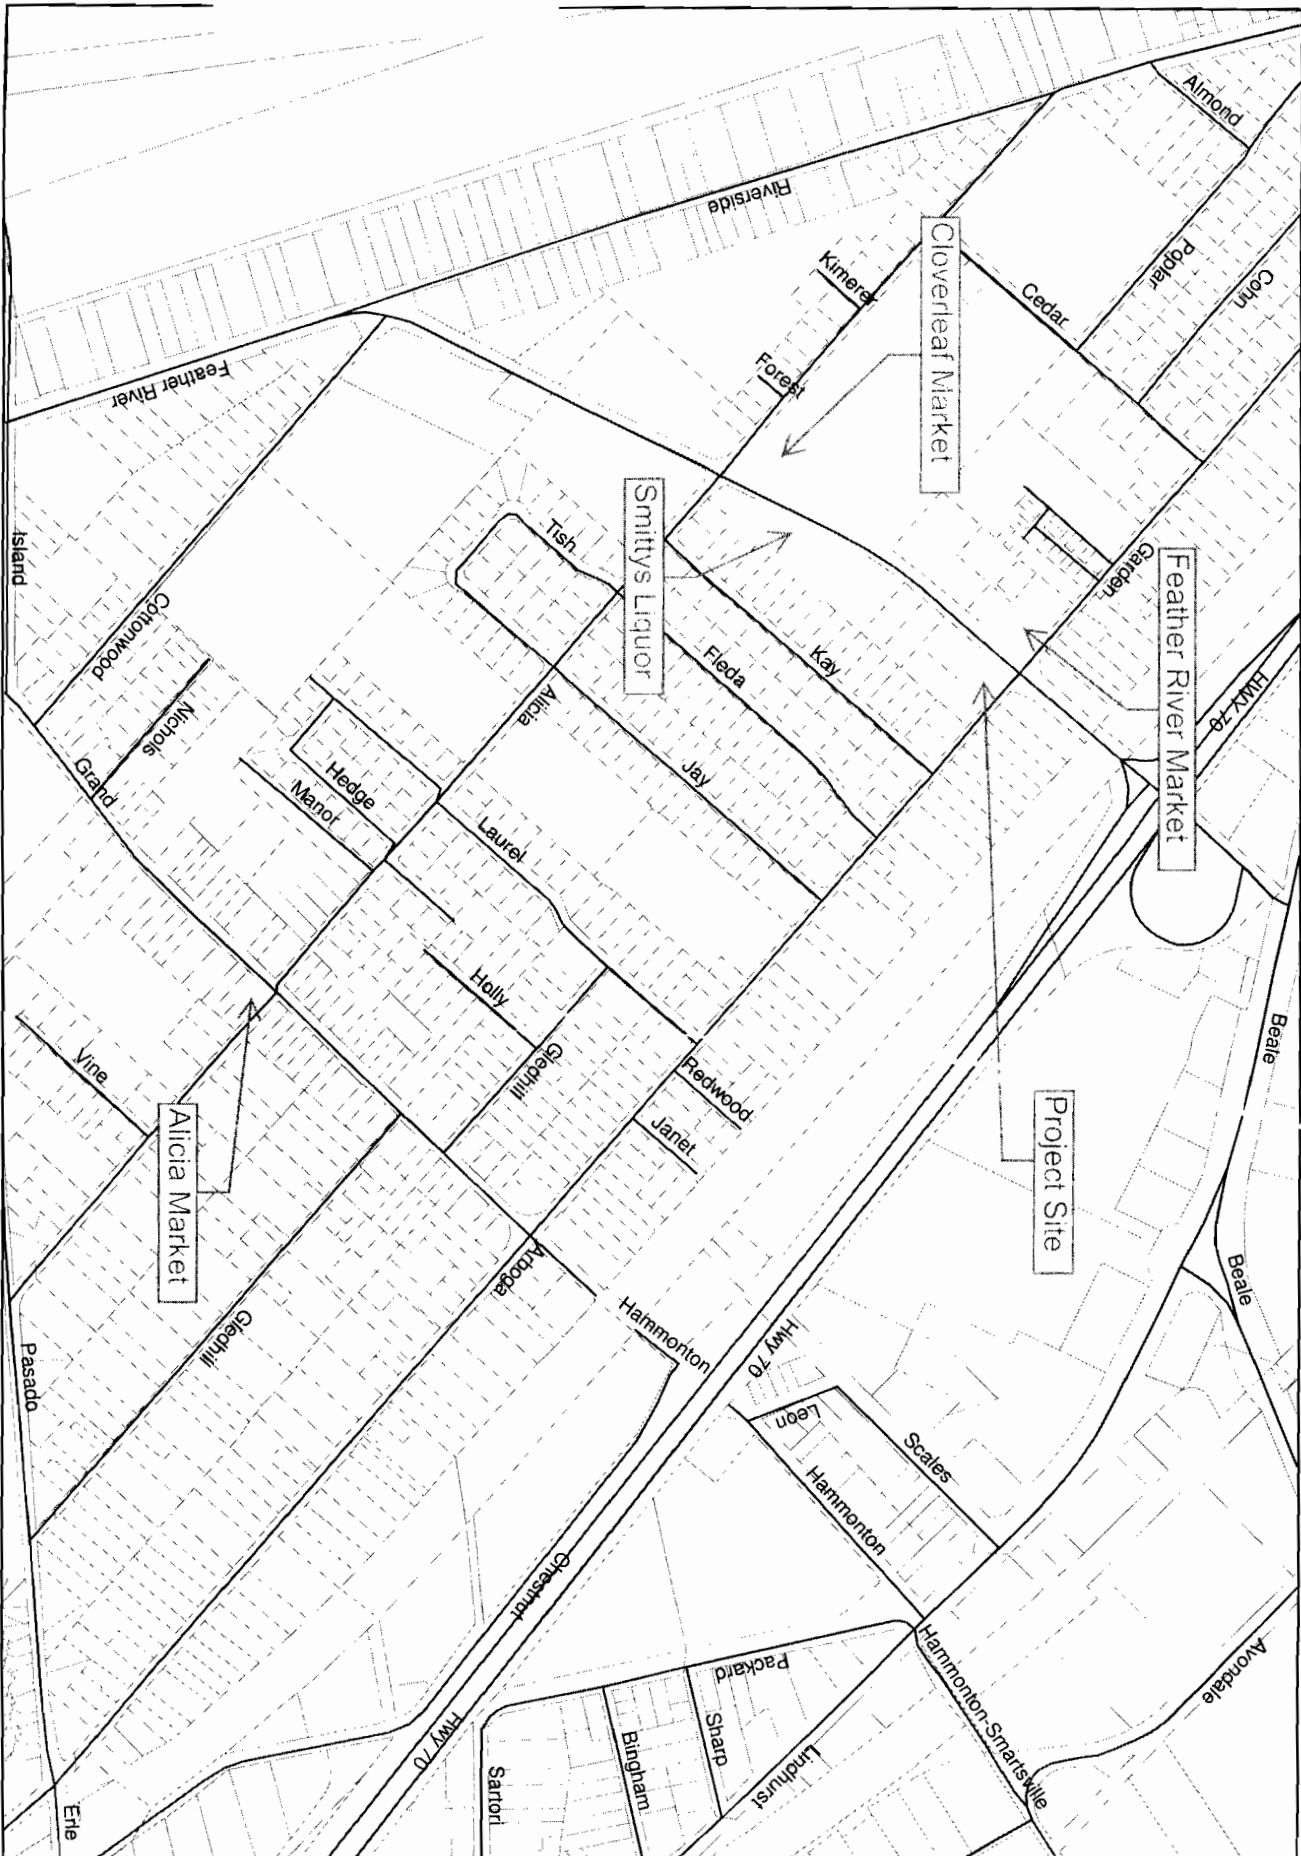 Almond
Riverside
Poplar
Cohn
Cloverleaf Market
Kimerer
Cedar
Forest
Feather River
Smittys Liquor
Garden
Feather River Market
HWY 70
Island
Tish
Cottonwood
Kay
Fleda
Alicia
Nichols
Jay
Grand
Hedge
Manor
Laurel
Holly
Gledhill
Redwood
Janet
Beale
Vine
Alicia Market
Project Site
Arboga
Beale
Hammonton
Hwy 70
Gledhill
Pasado
Leon
Scales
Hammonton
Chestnut
Avondale
Packard
Hammonton-Smartsville
Sharp
Hwy 70
Bingham
Lindhurst
Sartori
Erle